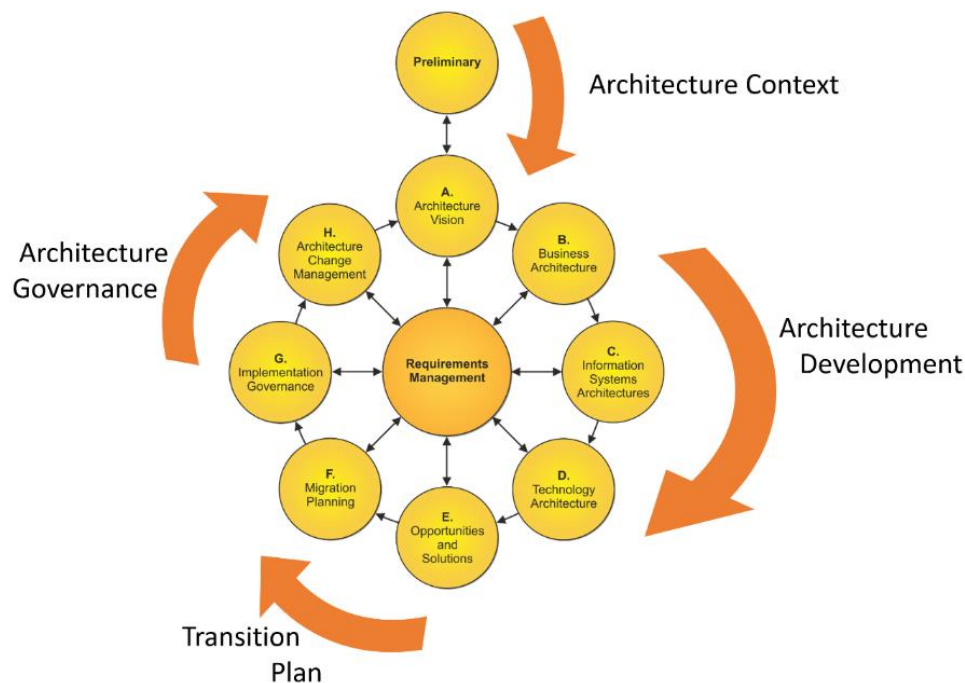 Preliminary
Architecture Context
A.
Architecture
Vision
B.
Business
Architecture
C.
Information
Systems
Architectures
D.
Technology
Architecture
E.
Opportunities
and
Solutions
F.
Migration
Planning
G.
Implementation
Governance
H.
Architecture
Change
Management
Requirements
Management
Architecture
Development
Transition
Plan
Architecture
Governance